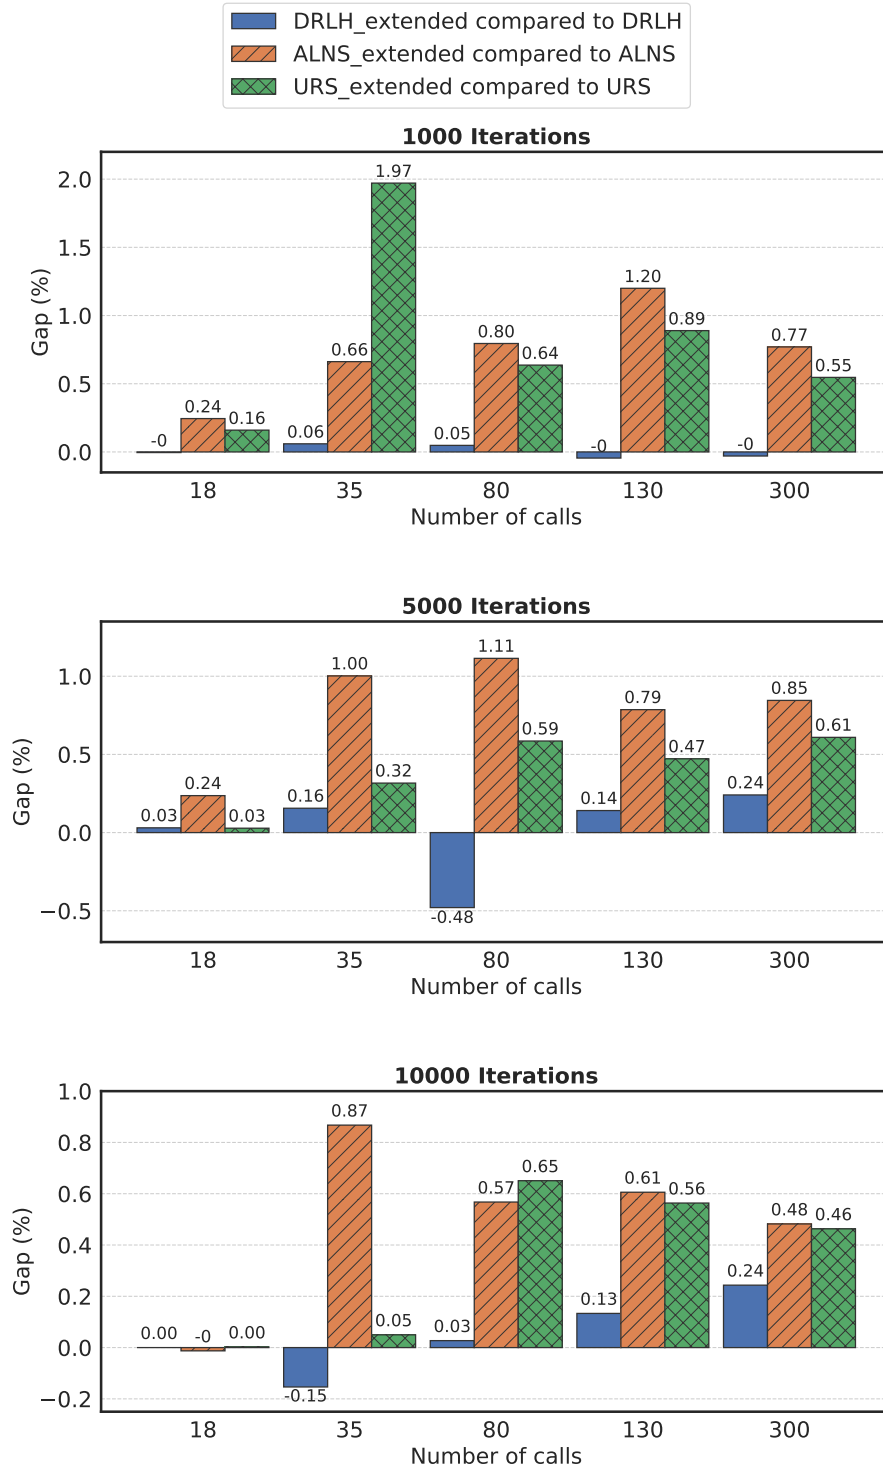 DRLH_extended compared to DRLH
ALNS_extended compared to ALNS
URS_extended compared to URS
1000 Iterations
Gap (%)
2.0
1.5
1.0
0.5
0.0
-0 0.24 0.16
0.06 0.66 1.97
0.05 0.80 0.64
-0 1.20 0.89
-0 0.77 0.55
18 35 80 130 300
Number of calls
5000 Iterations
Gap (%)
1.0
0.5
0.0
−0.5
0.03 0.24 0.03
0.16 1.00 0.32
-0.48 1.11 0.59
0.14 0.79 0.47
0.24 0.85 0.61
18 35 80 130 300
Number of calls
10000 Iterations
Gap (%)
1.0
0.8
0.6
0.4
0.2
0.0
−0.2
0.00 -0 0.00
-0.15 0.87 0.05
0.03 0.57 0.65
0.13 0.61 0.56
0.24 0.48 0.46
18 35 80 130 300
Number of calls